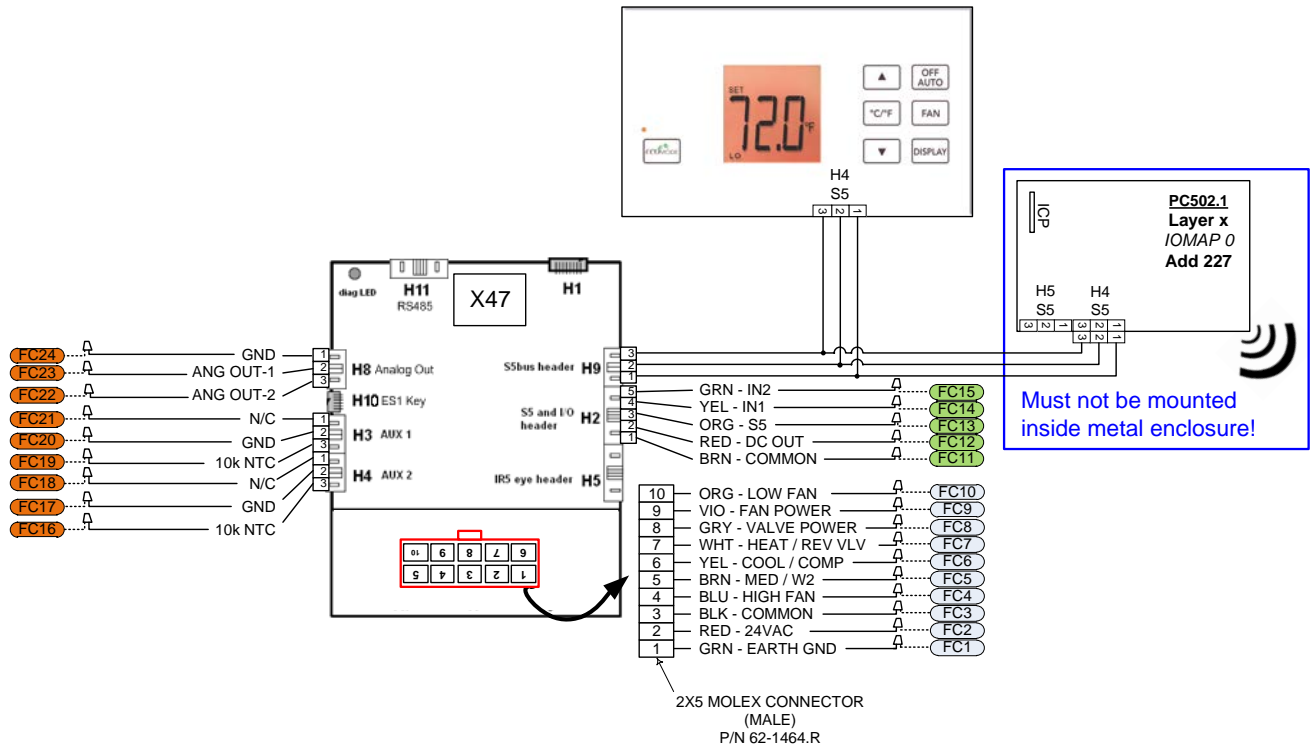 SET
72.0°F
LO
▲
OFF
AUTO
°C/°F
FAN
▼
DISPLAY
H4
S5
3 2 1
ICP
PC502.1
Layer x
IOMAP 0
Add 227
H5
S5
H4
S5
3 2 1
3 2 1
3 2 1
Must not be mounted
inside metal enclosure!
diag LED
H11
RS485
X47
H1
FC24 GND 1
FC23 ANG OUT-1 2
FC22 ANG OUT-2 3
H8 Analog Out
H10 ES1 Key
FC21 N/C 1
FC20 GND 2
FC19 10k NTC 3
H3 AUX 1
FC18 N/C 1
FC17 GND 2
FC16 10k NTC 3
H4 AUX 2
S5bus header H9
3
2
1
S5 and I/O
header H2
5 GRN - IN2 FC15
4 YEL - IN1 FC14
3 ORG - S5 FC13
2 RED - DC OUT FC12
1 BRN - COMMON FC11
IR5 eye header H5
10 9 8 7 6
5 4 3 2 1
10 ORG - LOW FAN FC10
9 VIO - FAN POWER FC9
8 GRY - VALVE POWER FC8
7 WHT - HEAT / REV VLV FC7
6 YEL - COOL / COMP FC6
5 BRN - MED / W2 FC5
4 BLU - HIGH FAN FC4
3 BLK - COMMON FC3
2 RED - 24VAC FC2
1 GRN - EARTH GND FC1
2X5 MOLEX CONNECTOR
(MALE)
P/N 62-1464.R